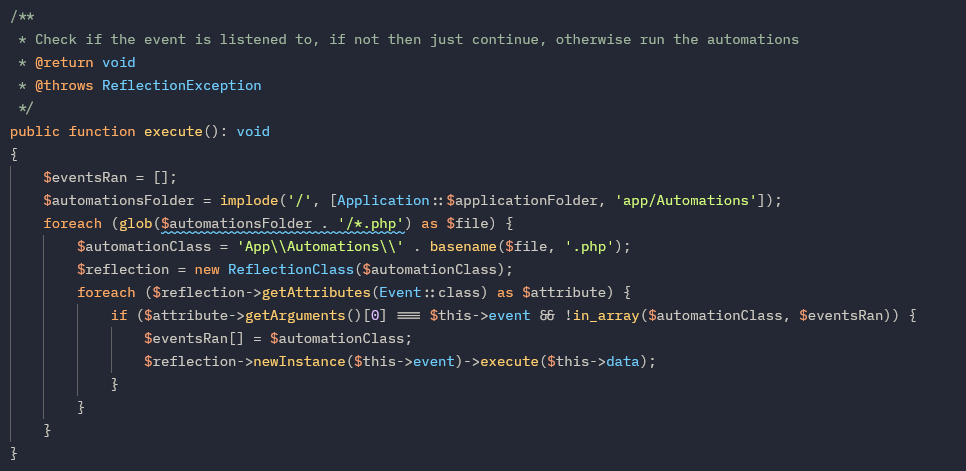 /**
 * Check if the event is listened to, if not then just continue, otherwise run the automations
 * @return void
 * @throws ReflectionException
 */
public function execute(): void
{
    $eventsRan = [];
    $automationsFolder = implode('/', [Application::$applicationFolder, 'app/Automations']);
    foreach (glob($automationsFolder . '/*.php') as $file) {
        $automationClass = 'App\\Automations\\' . basename($file, '.php');
        $reflection = new ReflectionClass($automationClass);
        foreach ($reflection->getAttributes(Event::class) as $attribute) {
            if ($attribute->getArguments()[0] === $this->event && !in_array($automationClass, $eventsRan)) {
                $eventsRan[] = $automationClass;
                $reflection->newInstance($this->event)->execute($this->data);
            }
        }
    }
}